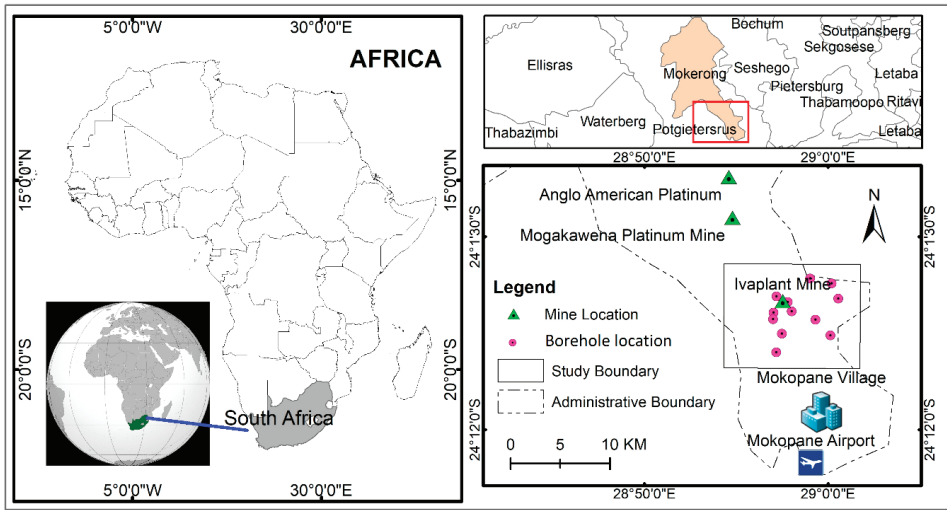 5°0'0"W
30°0'0"E
AFRICA
15°0'0"N
20°0'0"S
South Africa
15°0'0"N
20°0'0"S
5°0'0"W
30°0'0"E
Bochum
Soutpansberg
Sekgosese
Ellisras
Mokerong
Seshego
Letaba
Pietersburg
Thabamoopo
Ritavi
Thabazimbi
Waterberg
Potgietersrus
Letaba
28°50'0"E
29°0'0"E
Anglo American Platinum
N
24°1'30"S
Mogakawena Platinum Mine
24°1'30"S
Ivaplant Mine
Legend
Mine Location
Borehole location
Study Boundary
Administrative Boundary
0 5 10 KM
Mokopane Village
24°12'0"S
Mokopane Airport
24°12'0"S
28°50'0"E
29°0'0"E